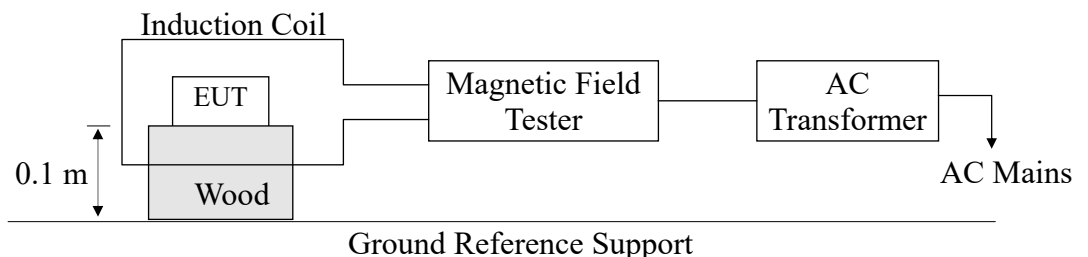 Induction Coil
EUT
Magnetic Field
Tester
AC
Transformer
0.1 m
Wood
AC Mains
Ground Reference Support